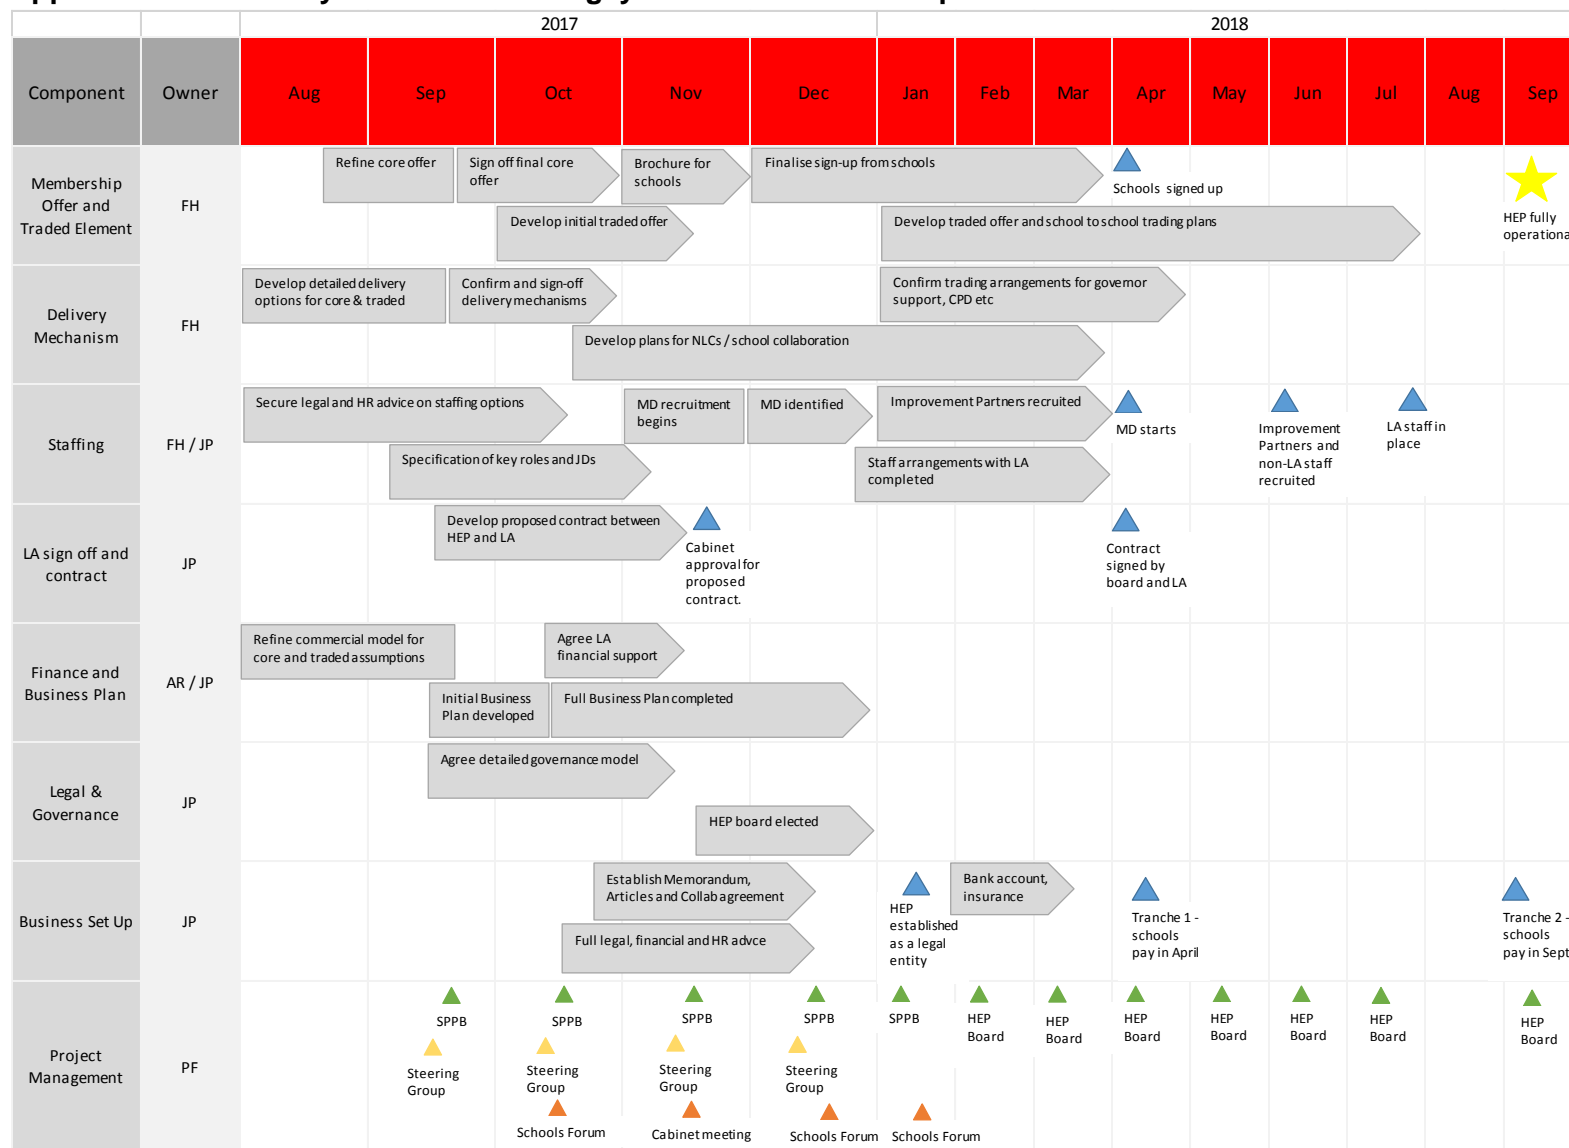 2017
2018
Component
Owner
Aug
Sep
Oct
Nov
Dec
Jan
Feb
Mar
Apr
May
Jun
Jul
Aug
Sep
Membership
Offer and
Traded Element
FH
Refine core offer
Sign off final core
offer
Brochure for
schools
Finalise sign-up from schools
Schools signed up
HEP fully
operationa
Develop initial traded offer
Develop traded offer and school to school trading plans
Delivery
Mechanism
FH
Develop detailed delivery
options for core & traded
Confirm and sign-off
delivery mechanisms
Confirm trading arrangements for governor
support, CPD etc
Develop plans for NLCs / school collaboration
Staffing
FH / JP
Secure legal and HR advice on staffing options
MD recruitment
begins
MD identified
Improvement Partners recruited
MD starts
Improvement
Partners and
non-LA staff
recruited
LA staff in
place
Specification of key roles and JDs
Staff arrangements with LA
completed
LA sign off and
contract
JP
Develop proposed contract between
HEP and LA
Cabinet
approval for
proposed
contract.
Contract
signed by
board and LA
Finance and
Business Plan
AR / JP
Refine commercial model for
core and traded assumptions
Agree LA
financial support
Initial Business
Plan developed
Full Business Plan completed
Legal &
Governance
JP
Agree detailed governance model
HEP board elected
Business Set Up
JP
Establish Memorandum,
Articles and Collab agreement
HEP
established
as a legal
entity
Bank account,
insurance
Tranche 1 -
schools
pay in April
Tranche 2 -
schools
pay in Sept
Full legal, financial and HR advce
Project
Management
PF
SPPB
SPPB
SPPB
SPPB
SPPB
HEP
Board
HEP
Board
HEP
Board
HEP
Board
HEP
Board
HEP
Board
HEP
Board
Steering
Group
Steering
Group
Steering
Group
Steering
Group
Schools Forum
Cabinet meeting
Schools Forum
Schools Forum